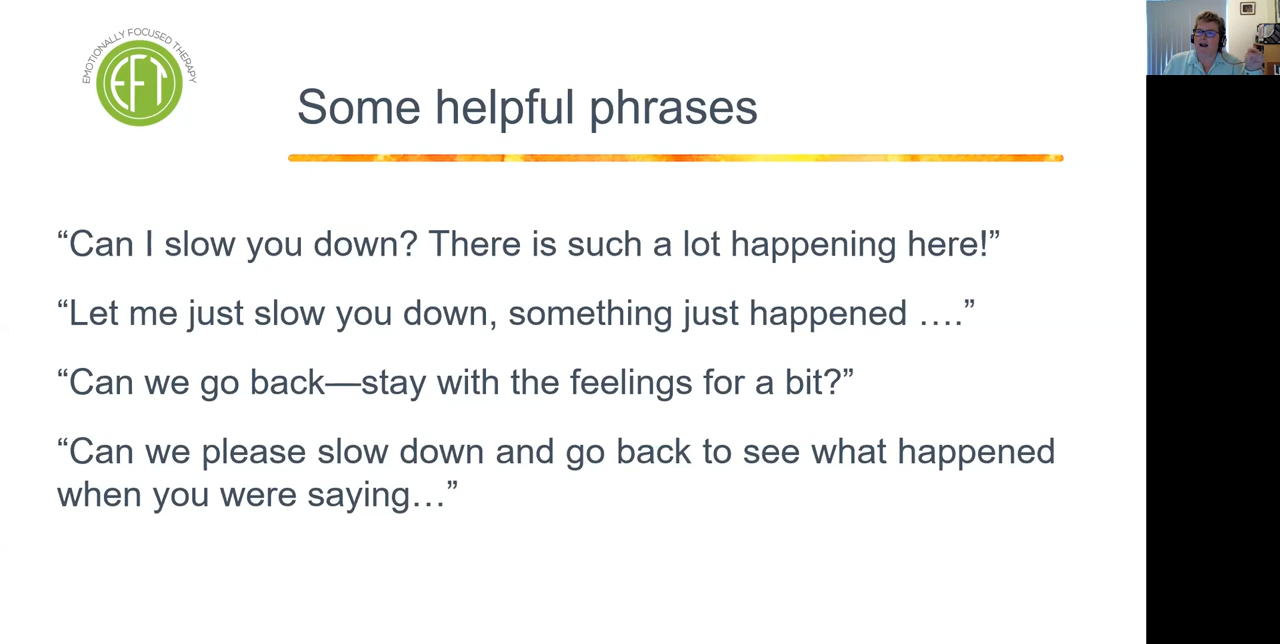 EMOTIONALLY FOCUSED THERAPY
EFT
Some helpful phrases
“Can I slow you down? There is such a lot happening here!”
“Let me just slow you down, something just happened ….”
“Can we go back—stay with the feelings for a bit?”
“Can we please slow down and go back to see what happened
when you were saying…”